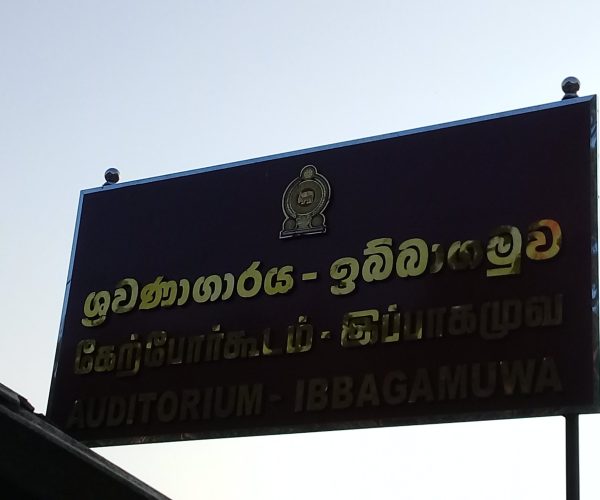 ශ්‍රවණාගාරය - ඉබ්බාගමුව
கேற்போர்கூடம் - இப்பாகமுவ
AUDITORIUM - IBBAGAMUWA